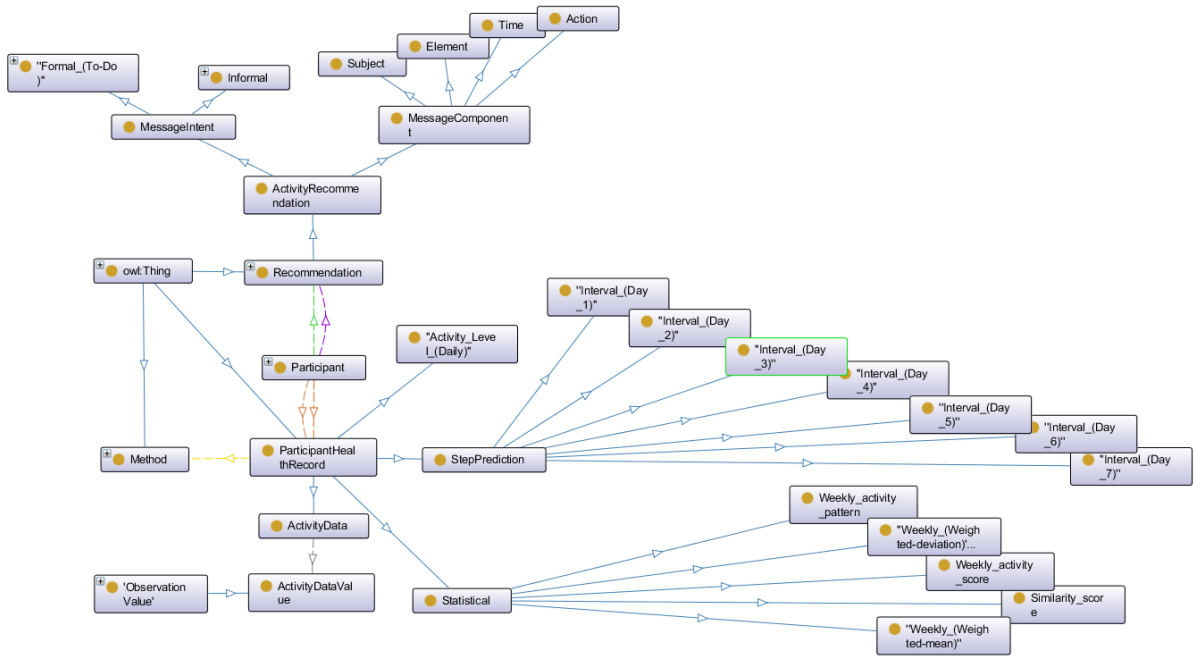 Action
Time
Element
Subject
"Formal_(To-Do
)"
Informal
MessageIntent
MessageComponen
t
ActivityRecomme
ndation
owl:Thing
Recommendation
"Interval_(Day
_1)"
"Interval_(Day
_2)"
"Interval_(Day
_3)"
"Interval_(Day
_4)"
"Interval_(Day
_5)"
"Interval_(Day
_6)"
"Interval_(Day
_7)"
"Activity_Leve
l_(Daily)"
Participant
Method
ParticipantHeal
thRecord
StepPrediction
ActivityData
'Observation
Value'
ActivityDataVal
ue
Statistical
Weekly_activity
_pattern
"Weekly_(Weigh
ted-deviation)'...
Weekly_activity
_score
Similarity_scor
e
"Weekly_(Weigh
ted-mean)"